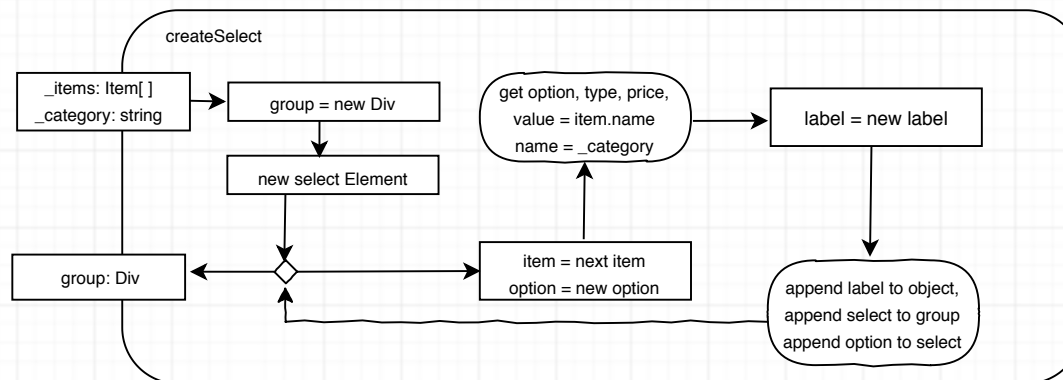 createSelect
_items: Item[ ]
_category: string
group = new Div
new select Element
group: Div
item = next item
option = new option
get option, type, price,
value = item.name
name = _category
label = new label
append label to object,
append select to group
append option to select